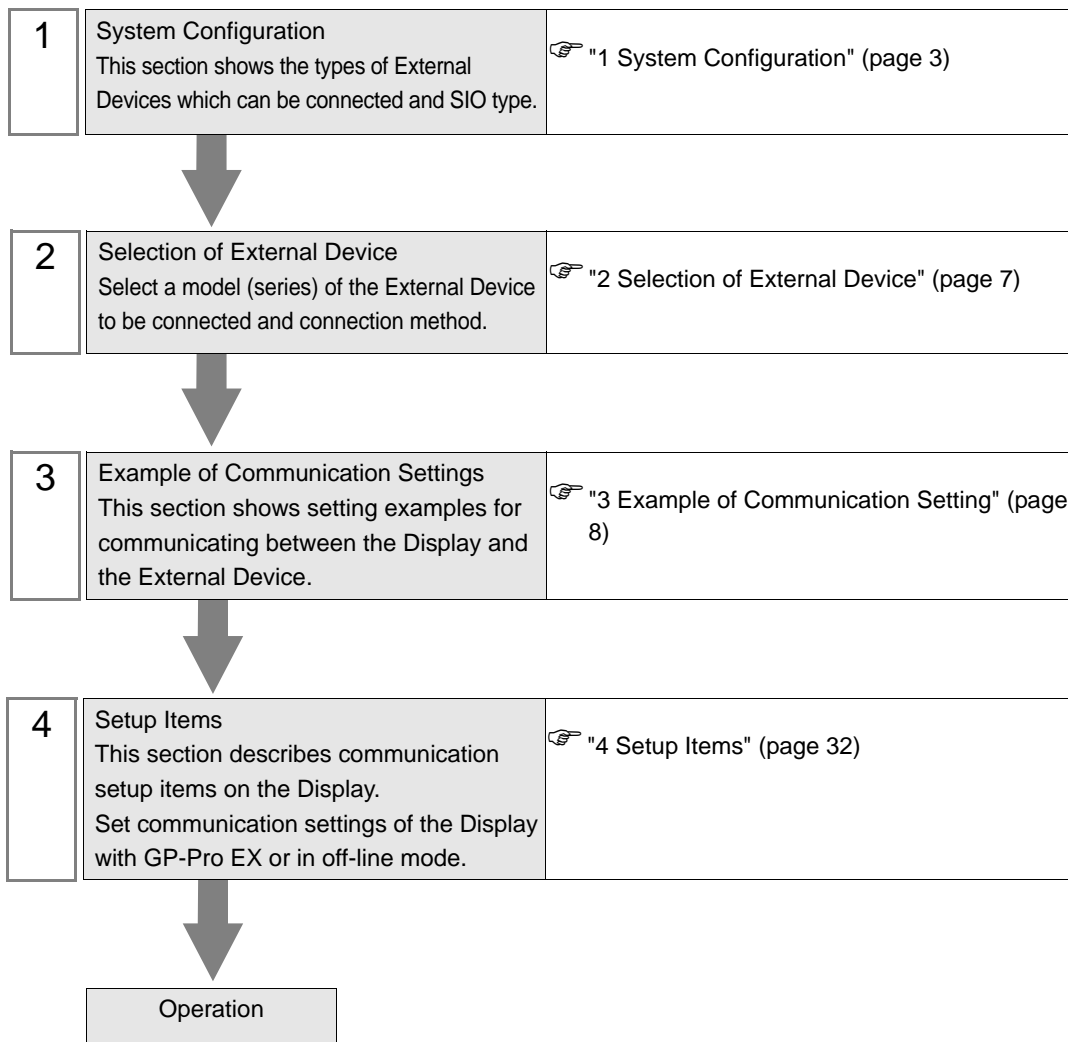 1
System Configuration
This section shows the types of External
Devices which can be connected and SIO type.
"1 System Configuration" (page 3)
2
Selection of External Device
Select a model (series) of the External Device
to be connected and connection method.
"2 Selection of External Device" (page 7)
3
Example of Communication Settings
This section shows setting examples for
communicating between the Display and
the External Device.
"3 Example of Communication Setting" (page
8)
4
Setup Items
This section describes communication
setup items on the Display.
Set communication settings of the Display
with GP-Pro EX or in off-line mode.
"4 Setup Items" (page 32)
Operation